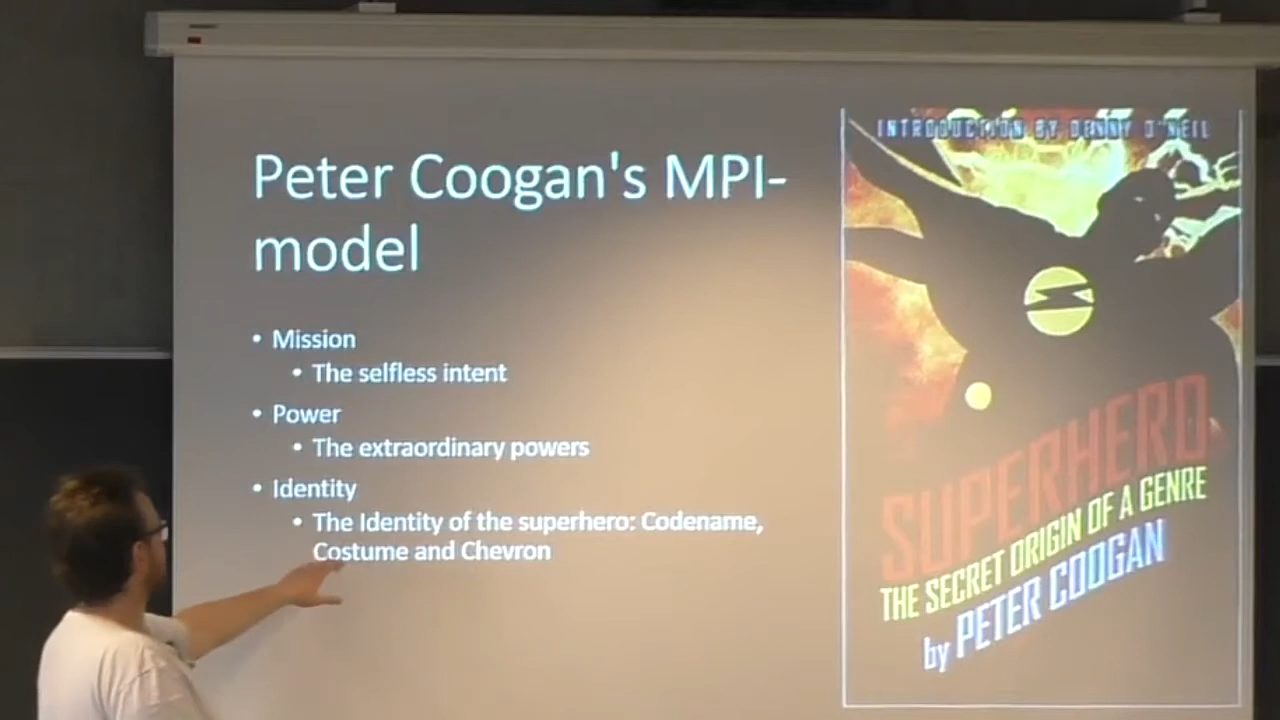 Peter Coogan's MPI-
model
• Mission
• The selfless intent
• Power
• The extraordinary powers
• Identity
• The Identity of the superhero: Codename,
Costume and Chevron
INTRODUCTION BY DENNY O'NEIL
SUPERHERO
THE SECRET ORIGIN OF A GENRE
by PETER COOGAN